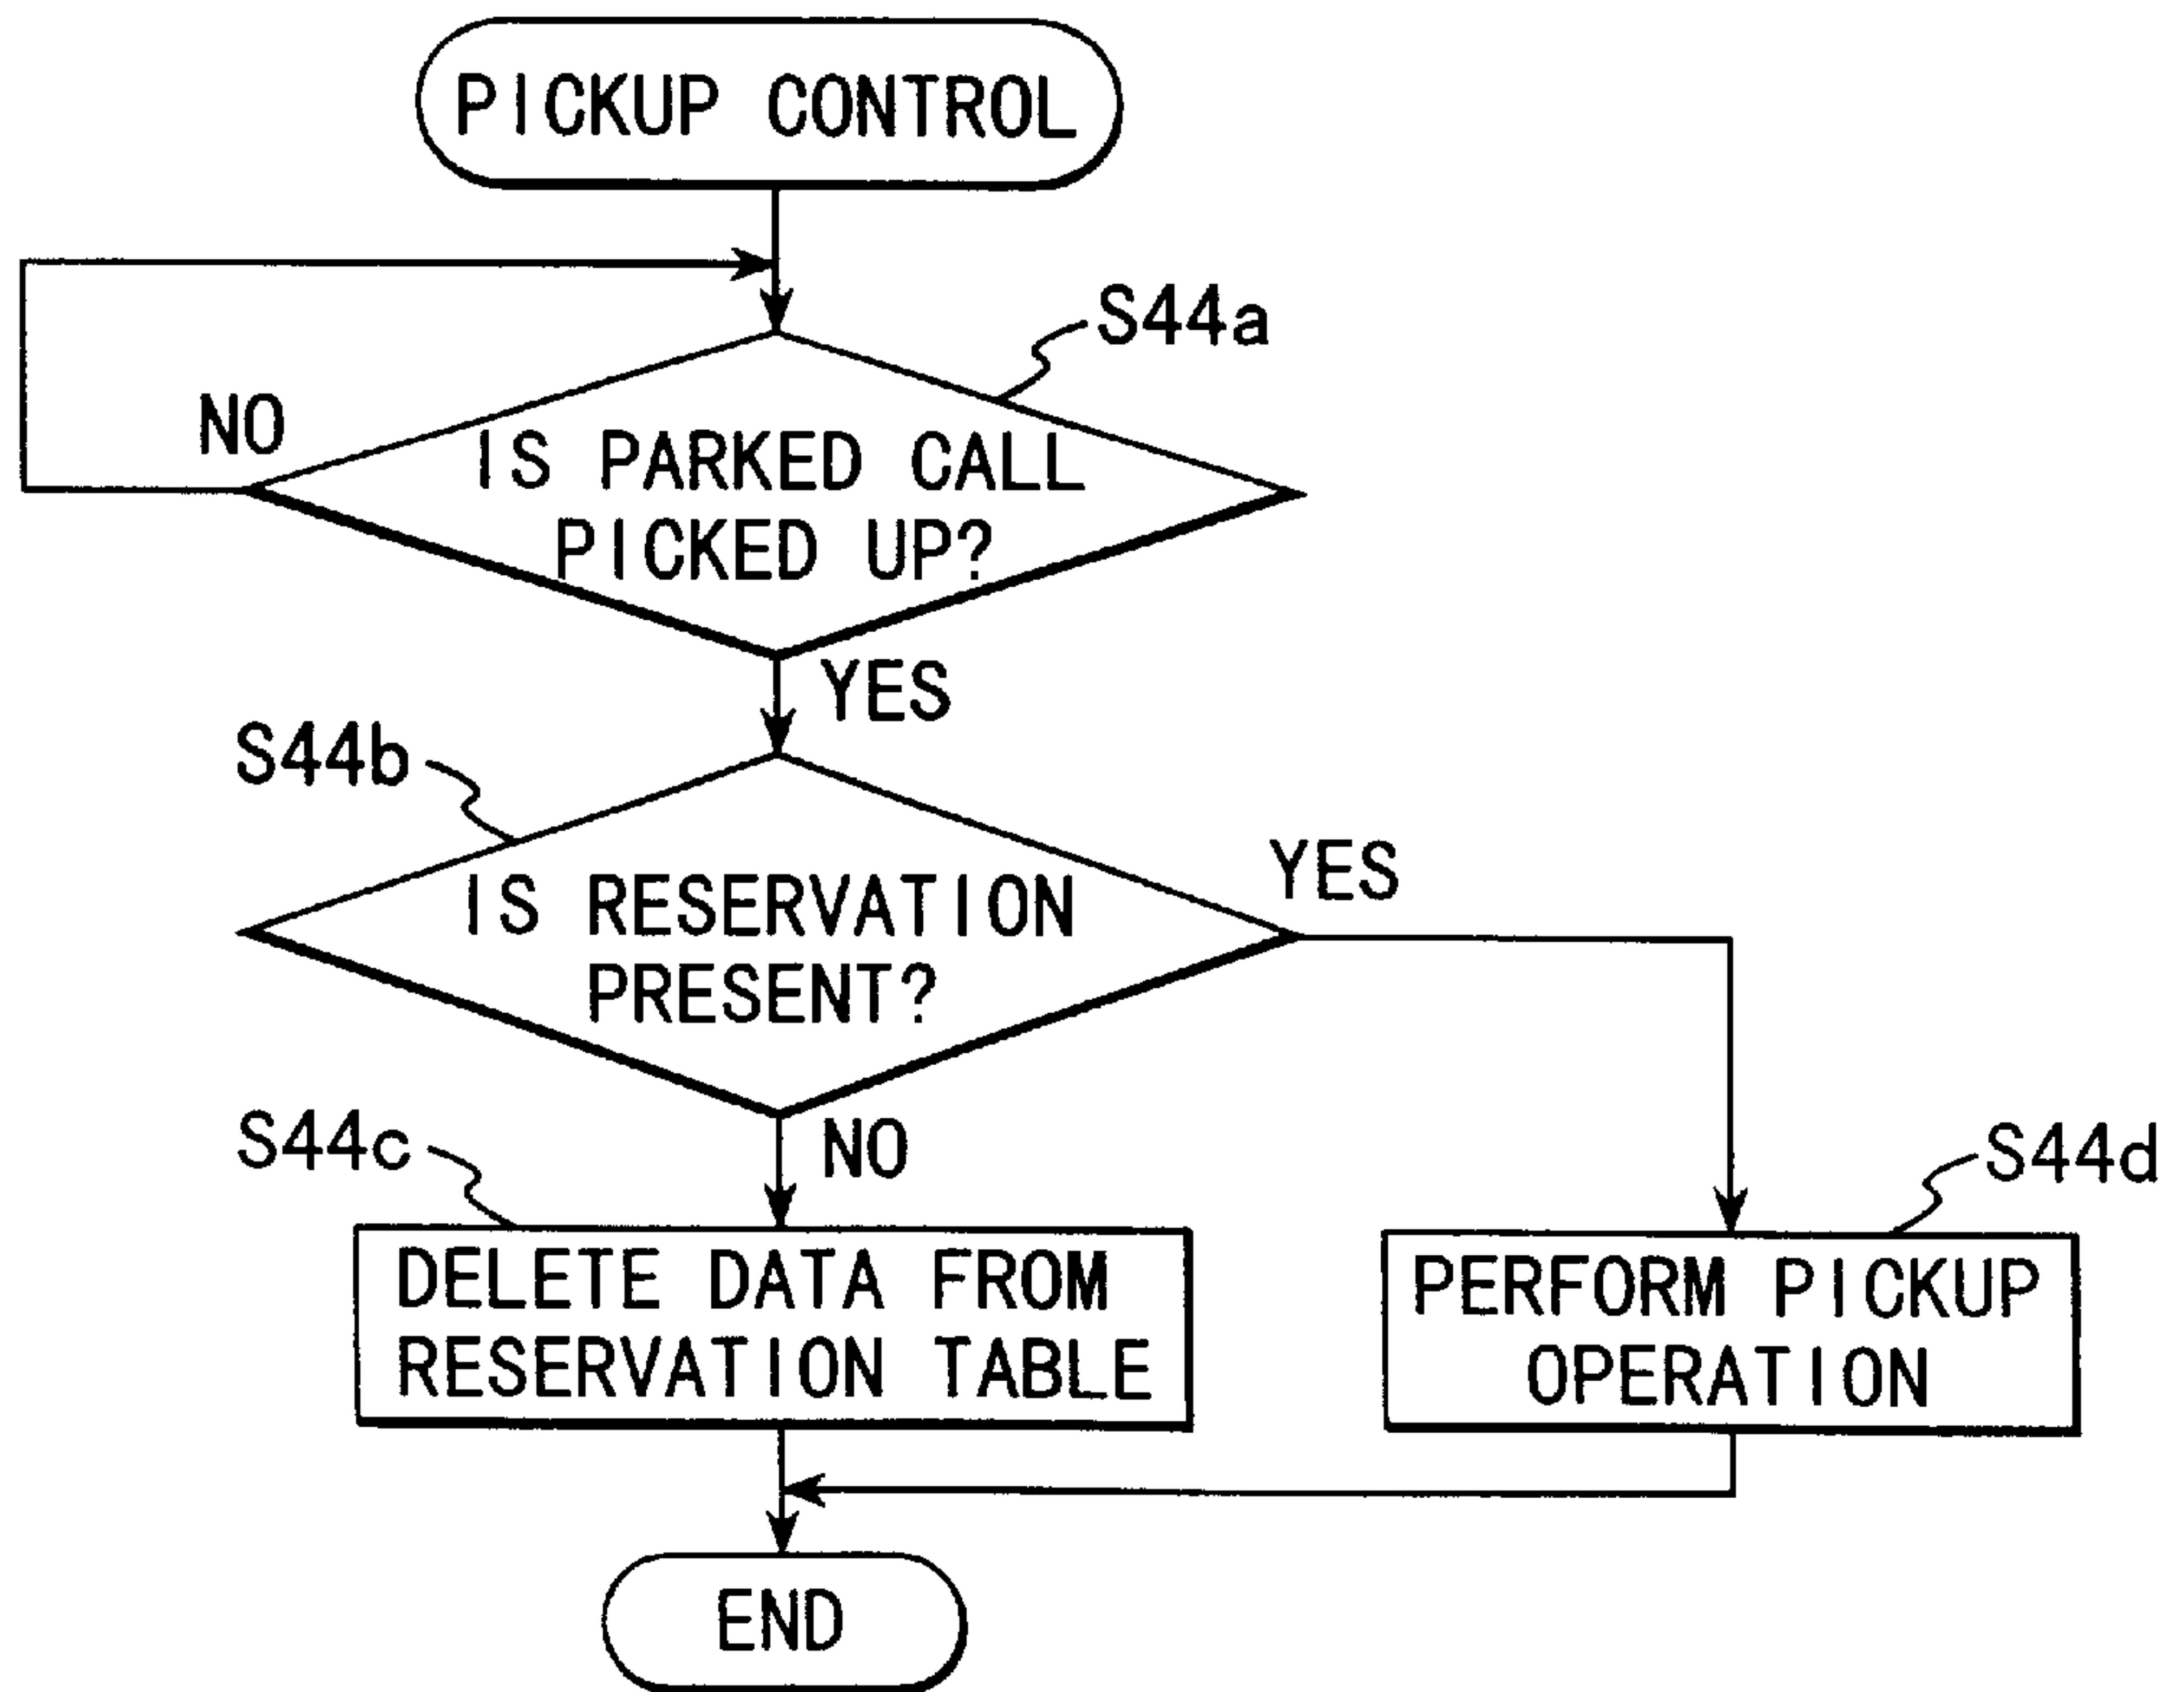 PICKUP CONTROL
S44a
NO
IS PARKED CALL
PICKED UP?
YES
S44b
YES
IS RESERVATION
PRESENT?
S44c
NO
S44d
DELETE DATA FROM
RESERVATION TABLE
PERFORM PICKUP
OPERATION
END